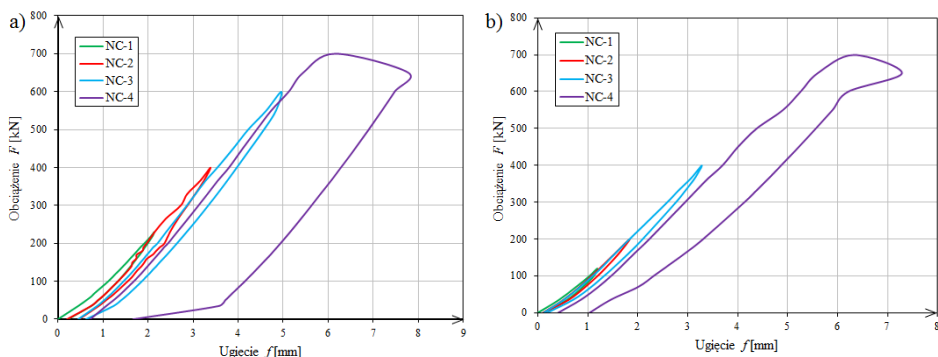 a)
800
700
600
500
400
300
200
100
0
0 1 2 3 4 5 6 7 8 9
Obciążenie F [kN]
Ugięcie f [mm]
NC-1
NC-2
NC-3
NC-4
b)
800
700
600
500
400
300
200
100
0
0 1 2 3 4 5 6 7 8
Obciążenie F [kN]
Ugięcie f [mm]
NC-1
NC-2
NC-3
NC-4